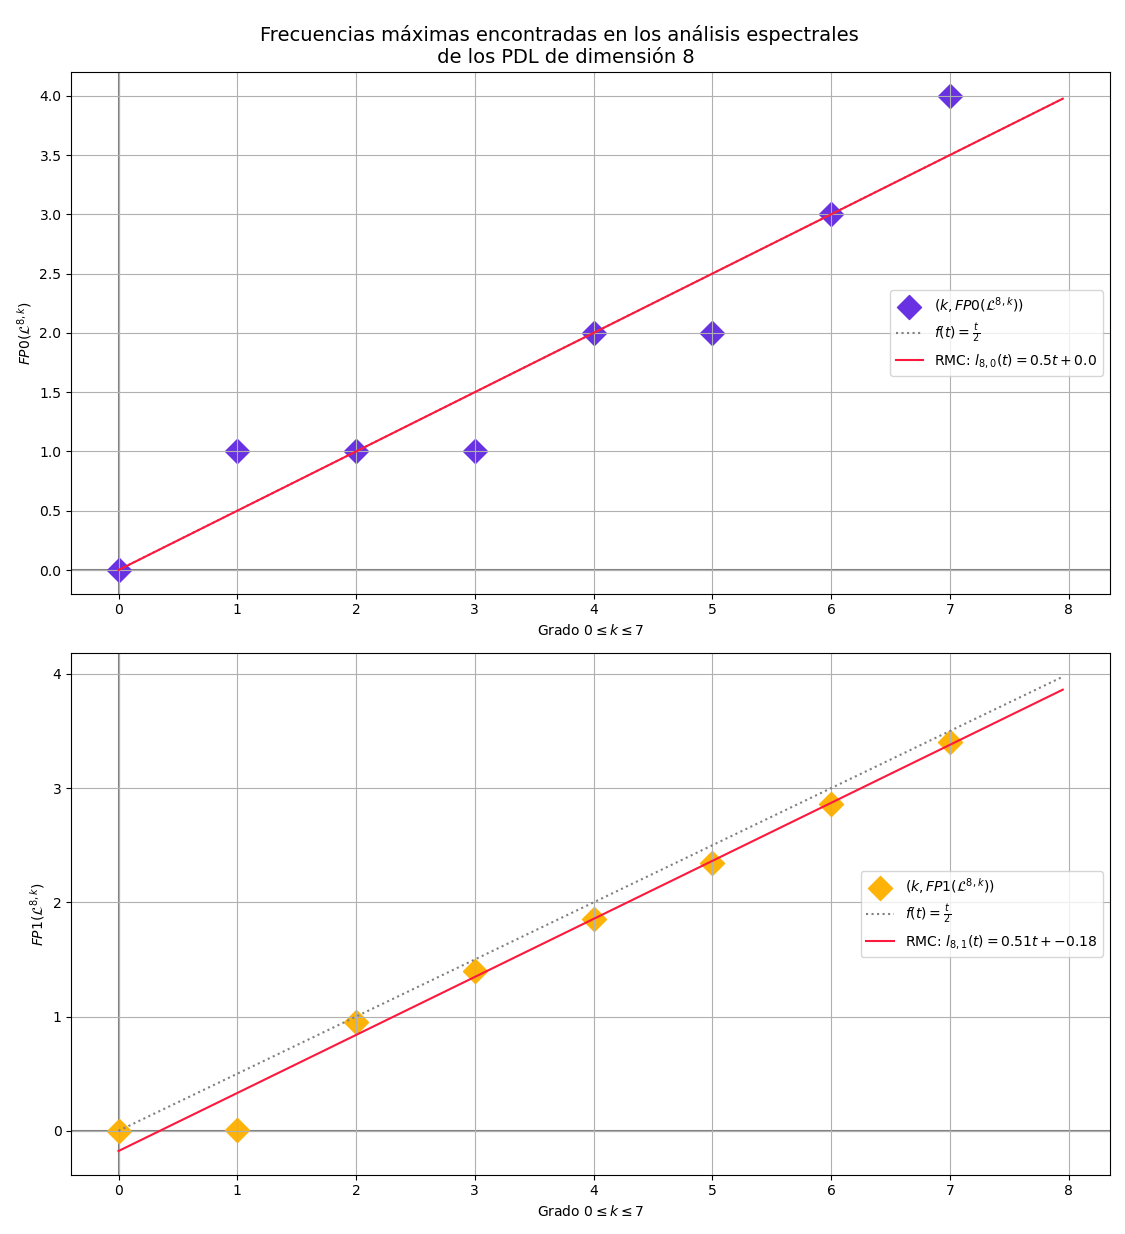 Frecuencias máximas encontradas en los análisis espectrales
de los PDL de dimensión 8
4.0
3.5
3.0
2.5
2.0
1.5
1.0
0.5
0.0
FP0(ℒ^{8,k})
(k, FP0(ℒ^{8,k}))
f(t) = t/2
RMC: l_{8,0}(t) = 0.5t + 0.0
0 1 2 3 4 5 6 7 8
Grado 0 ≤ k ≤ 7
4
3
2
1
0
FP1(ℒ^{8,k})
(k, FP1(ℒ^{8,k}))
f(t) = t/2
RMC: l_{8,1}(t) = 0.51t + −0.18
0 1 2 3 4 5 6 7 8
Grado 0 ≤ k ≤ 7